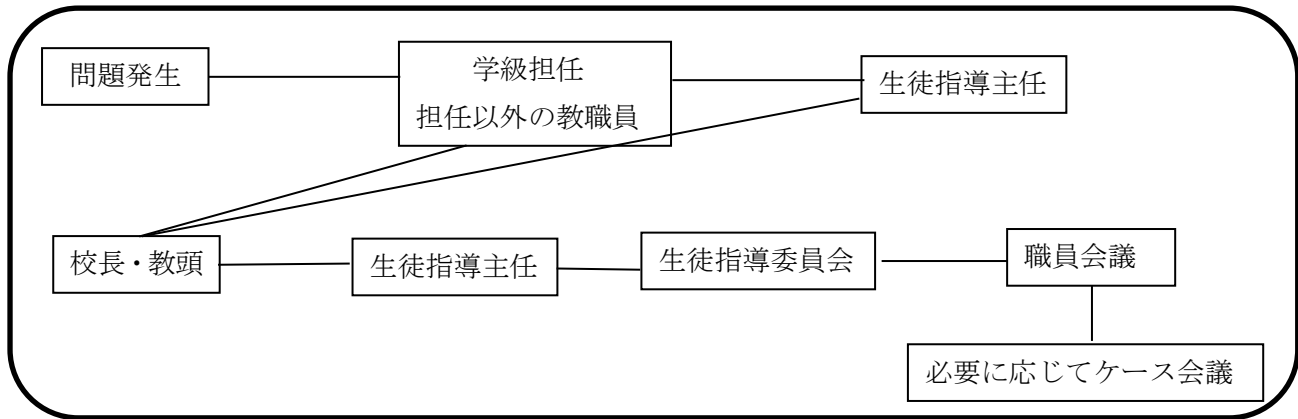 問題発生
学級担任
担任以外の教職員
生徒指導主任
校長・教頭
生徒指導主任
生徒指導委員会
職員会議
必要に応じてケース会議